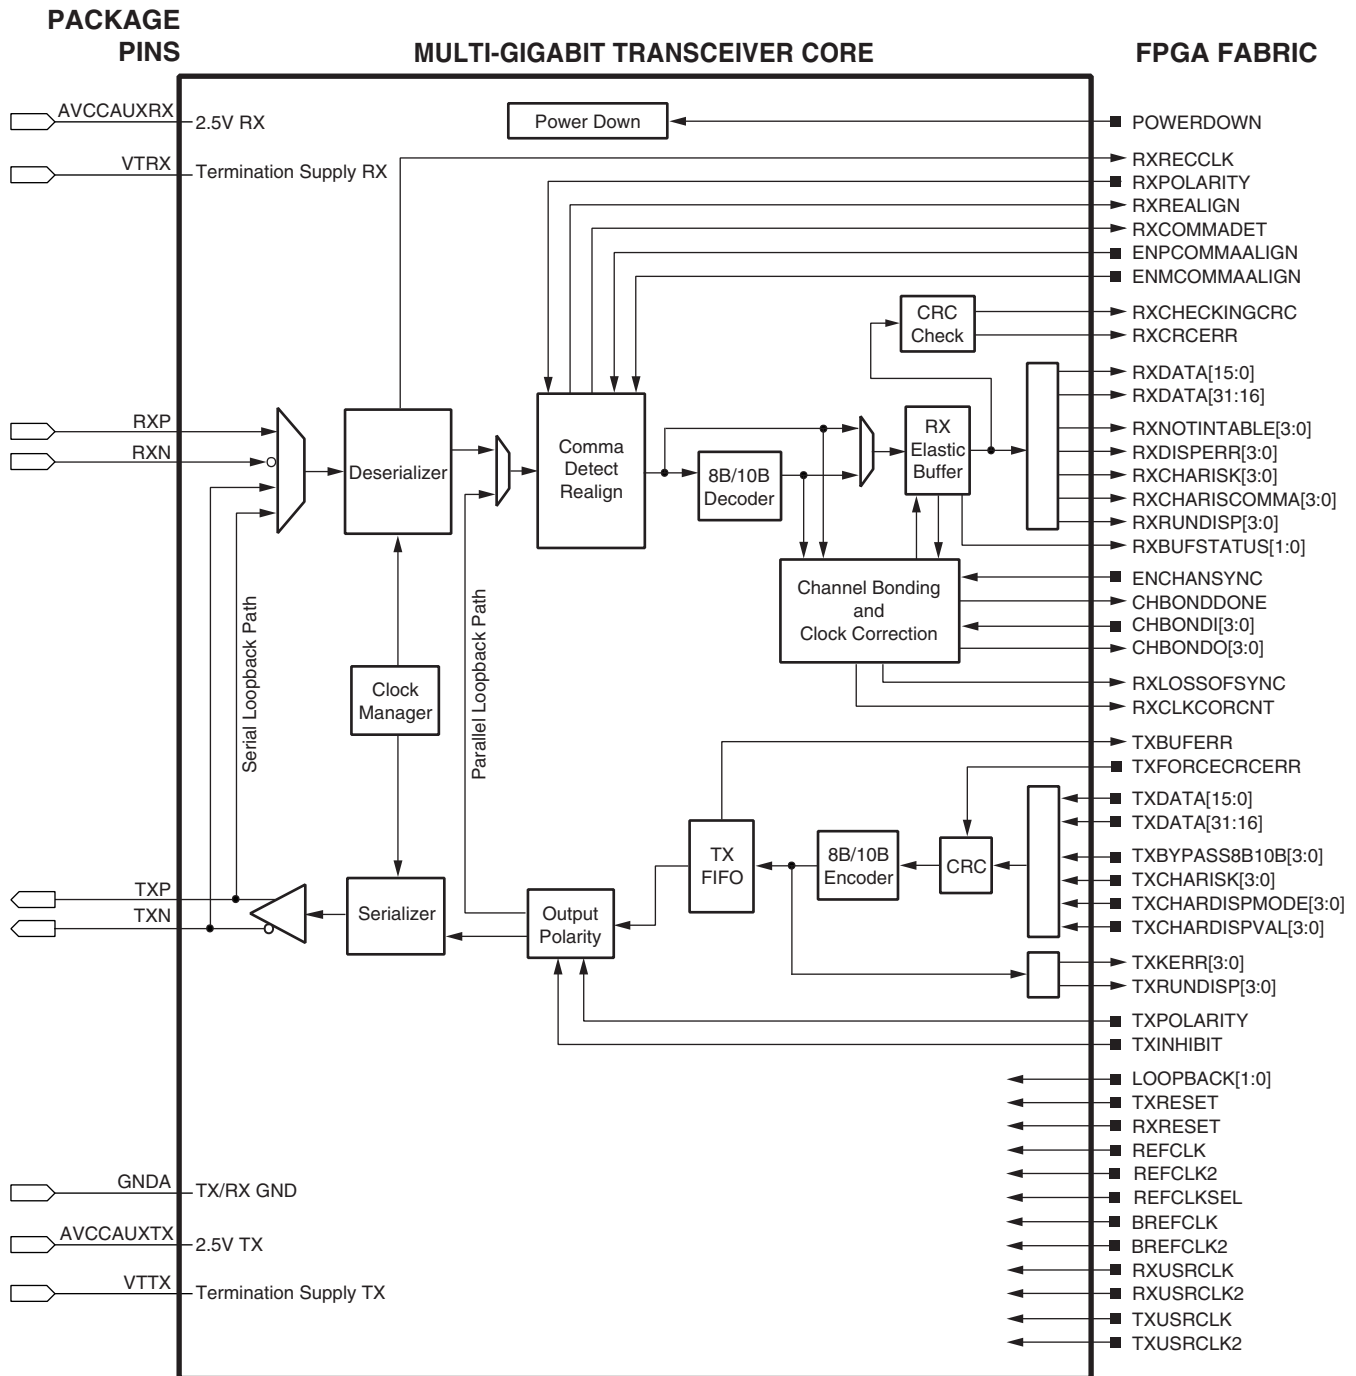 PACKAGE
PINS
MULTI-GIGABIT TRANSCEIVER CORE
FPGA FABRIC
AVCCAUXRX
2.5V RX
VTRX
Termination Supply RX
Power Down
POWERDOWN
RXRECCLK
RXPOLARITY
RXREALIGN
RXCOMMADET
ENPCOMMAALIGN
ENMCOMMAALIGN
CRC
Check
RXCHECKINGCRC
RXCRCERR
RXP
RXN
Deserializer
Comma
Detect
Realign
8B/10B
Decoder
RX
Elastic
Buffer
RXDATA[15:0]
RXDATA[31:16]
RXNOTINTABLE[3:0]
RXDISPERR[3:0]
RXCHARISK[3:0]
RXCHARISCOMMA[3:0]
RXRUNDISP[3:0]
RXBUFSTATUS[1:0]
Channel Bonding
and
Clock Correction
ENCHANSYNC
CHBONDDONE
CHBONDI[3:0]
CHBONDO[3:0]
RXLOSSOFSYNC
RXCLKCORCNT
Serial Loopback Path
Clock
Manager
Parallel Loopback Path
TXBUFERR
TXFORCECRCERR
TXDATA[15:0]
TXDATA[31:16]
TXBYPASS8B10B[3:0]
TXCHARISK[3:0]
TXCHARDISPMODE[3:0]
TXCHARDISPVAL[3:0]
TXP
TXN
Serializer
Output
Polarity
TX
FIFO
8B/10B
Encoder
CRC
TXKERR[3:0]
TXRUNDISP[3:0]
TXPOLARITY
TXINHIBIT
LOOPBACK[1:0]
TXRESET
RXRESET
REFCLK
REFCLK2
REFCLKSEL
BREFCLK
BREFCLK2
RXUSRCLK
RXUSRCLK2
TXUSRCLK
TXUSRCLK2
GNDA
TX/RX GND
AVCCAUXTX
2.5V TX
VTTX
Termination Supply TX